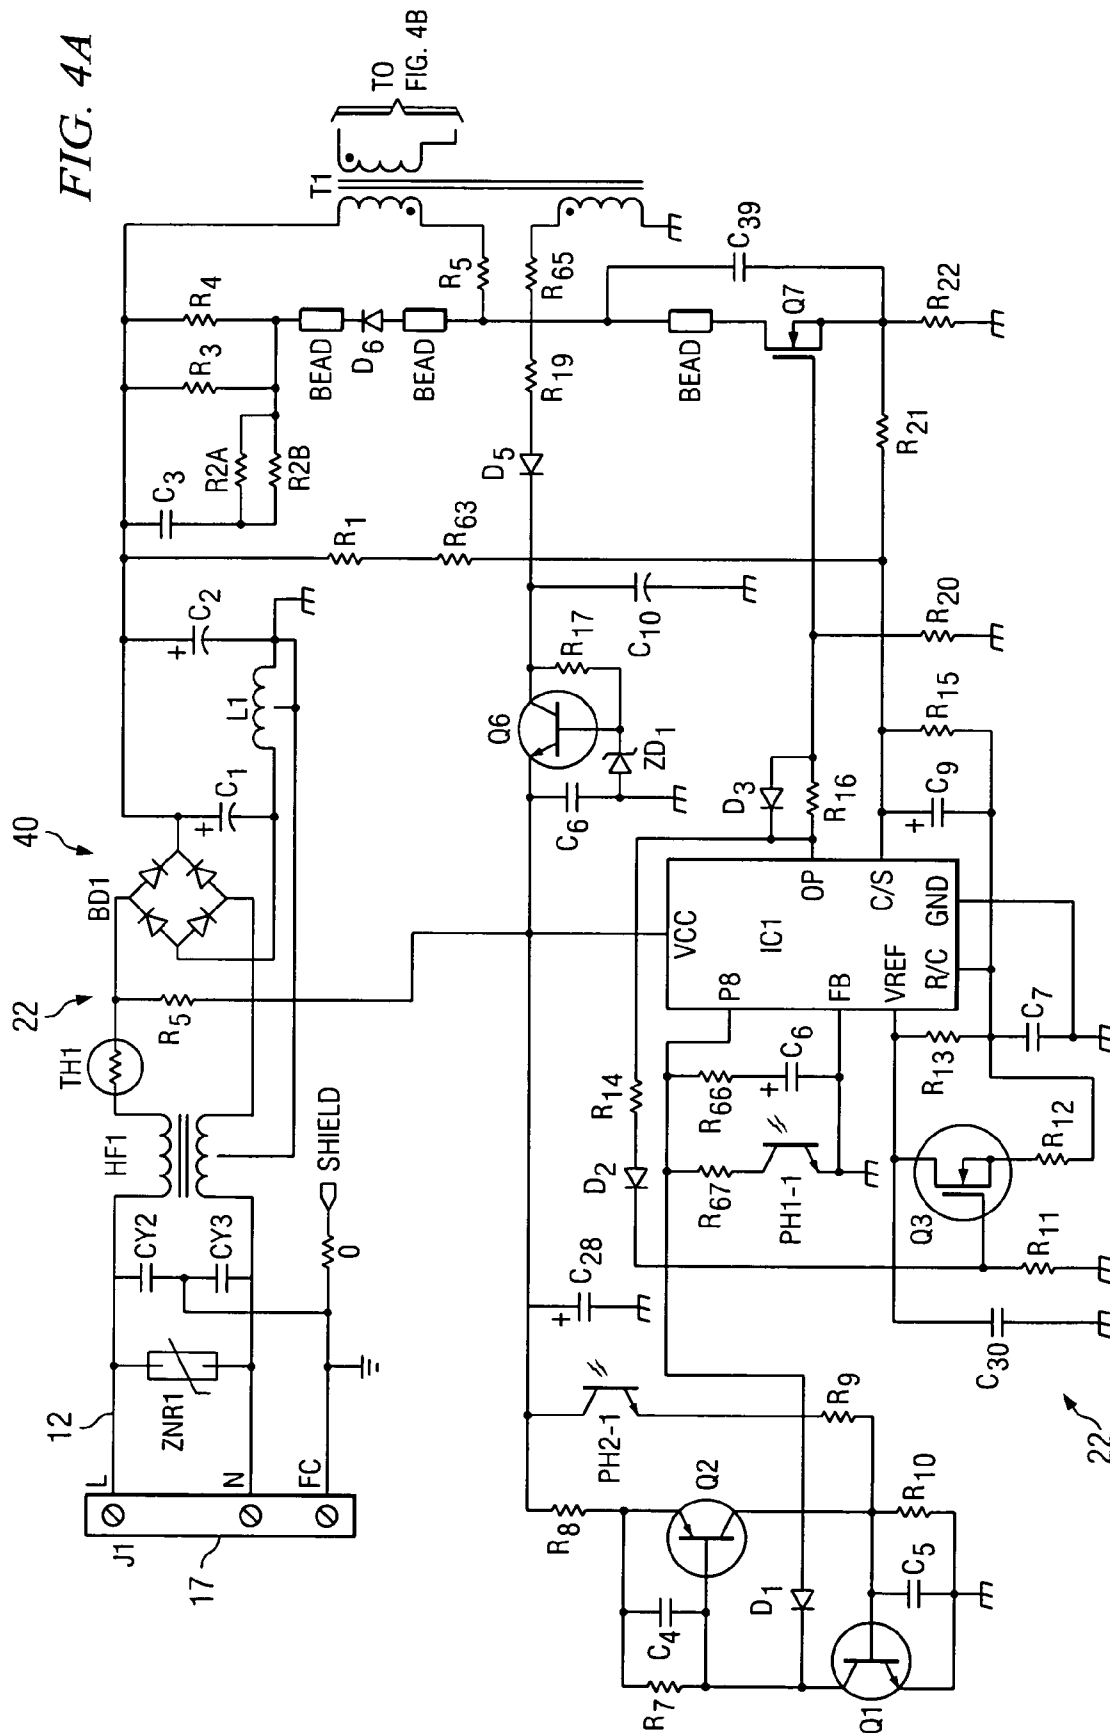 FIG. 4A
J1
17
L
N
FC
12
ZNR1
CY2
CY3
0
SHIELD
HF1
TH1
22
R5
BD1
40
+
C1
L1
+
C2
C3
R2A
R2B
R3
R4
R1
R63
BEAD
D6
BEAD
R5
T1
TO
FIG. 4B
R65
R19
D5
C10
R17
Q6
ZD1
C6
BEAD
Q7
C39
R22
R21
R20
R15
+
C9
D3
R16
VCC
OP
P8
IC1
C/S
FB
VREF
R/C
GND
R14
D2
R66
+
C6
R67
PH1-1
R13
C7
Q3
R12
R11
C30
+
C28
PH2-1
R9
R8
Q2
C4
R7
D1
R10
C5
Q1
22